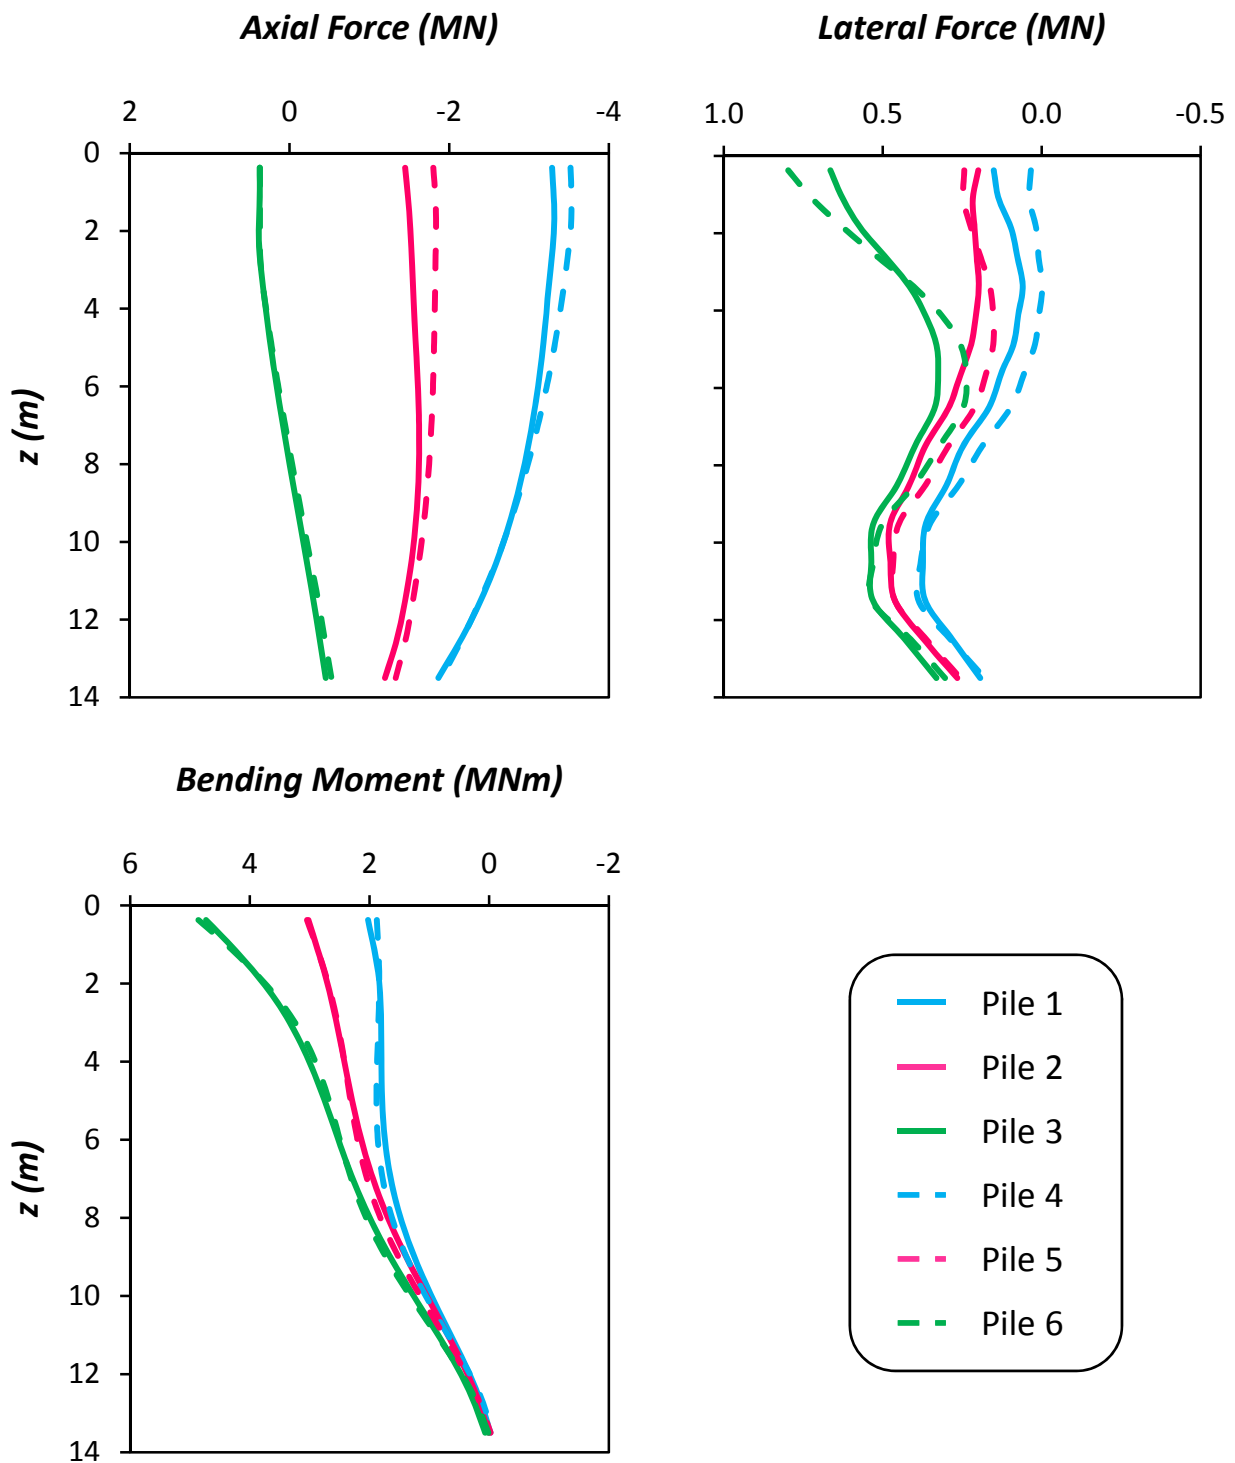 Axial Force (MN)
Lateral Force (MN)
2 0 -2 -4
1.0 0.5 0.0 -0.5
0
2
4
6
8
10
12
14
z (m)
Bending Moment (MNm)
6 4 2 0 -2
0
2
4
6
8
10
12
14
z (m)
Pile 1
Pile 2
Pile 3
Pile 4
Pile 5
Pile 6